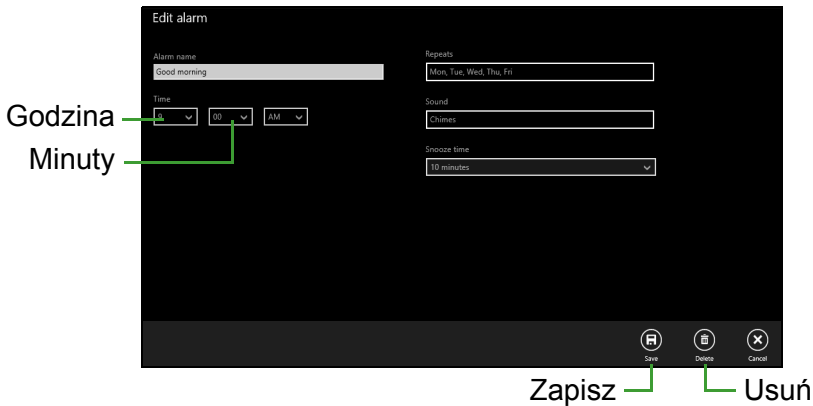 Edit alarm
Alarm name
Good morning
Time
9 00 AM
Repeats
Mon, Tue, Wed, Thu, Fri
Sound
Chimes
Snooze time
10 minutes
Godzina
Minuty
Save Delete Cancel
Zapisz Usuń